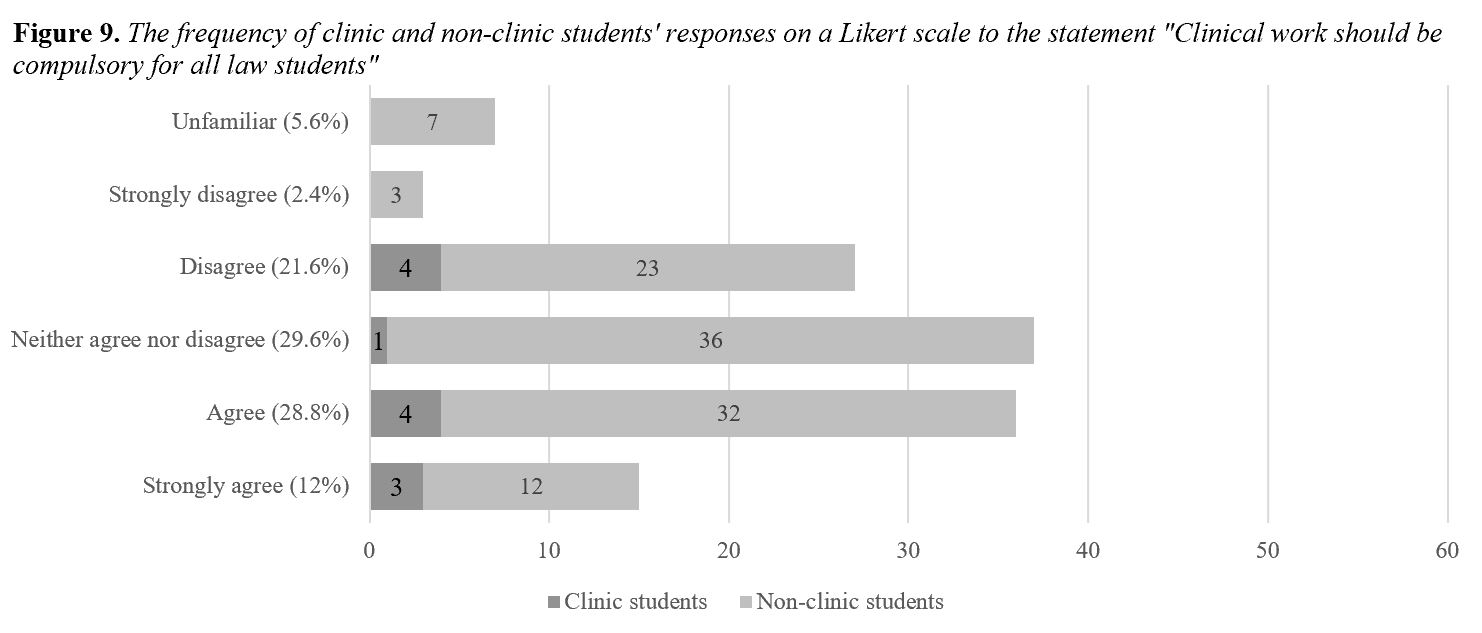 Figure 9. The frequency of clinic and non-clinic students' responses on a Likert scale to the statement "Clinical work should be
compulsory for all law students"
Unfamiliar (5.6%) 7
Strongly disagree (2.4%) 3
Disagree (21.6%) 4 23
Neither agree nor disagree (29.6%) 1 36
Agree (28.8%) 4 32
Strongly agree (12%) 3 12
0 10 20 30 40 50 60
Clinic students Non-clinic students